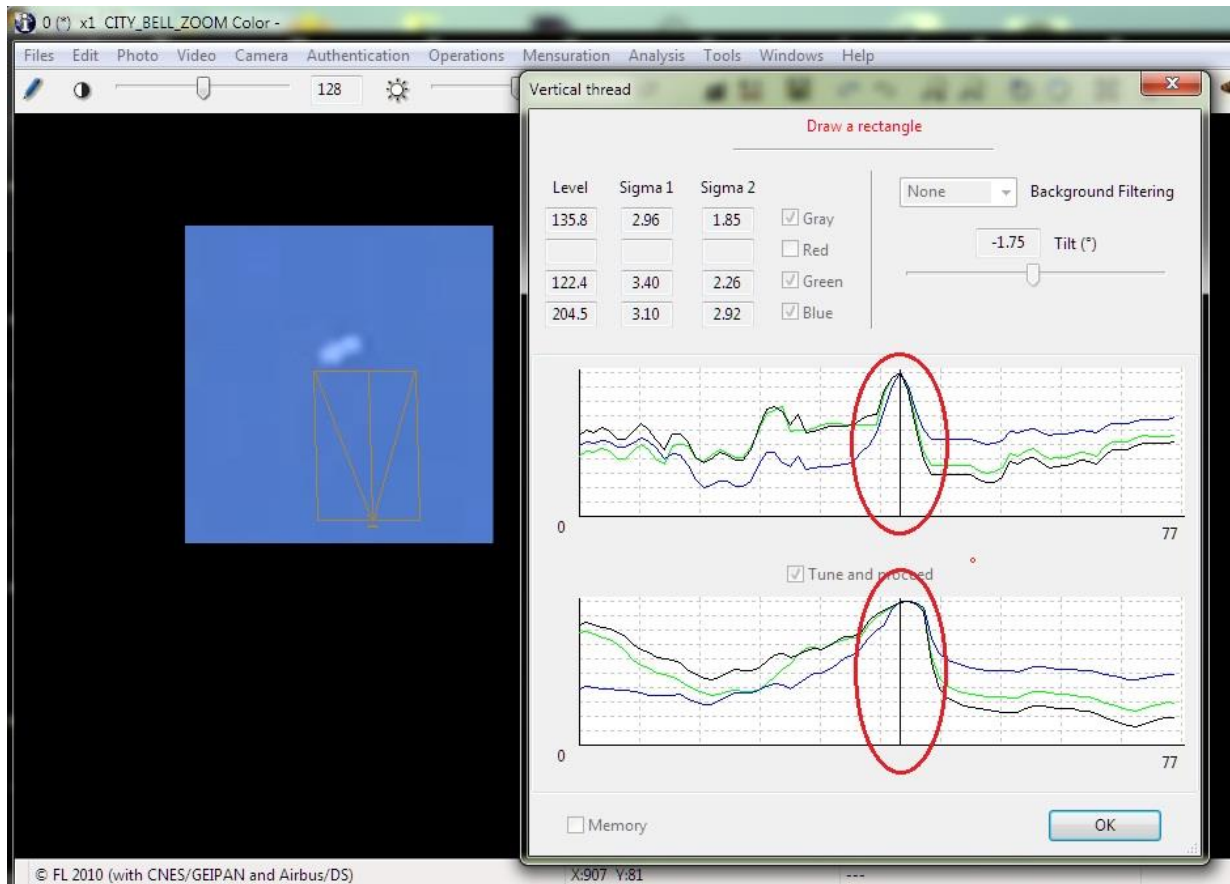 0 (*) x1 CITY_BELL_ZOOM Color -
Files Edit Photo Video Camera Authentication Operations Mensuration Analysis Tools Windows Help
128
Vertical thread
Draw a rectangle
Level Sigma 1 Sigma 2
None Background Filtering
135.8 2.96 1.85 Gray
-1.75 Tilt (°)
Red
122.4 3.40 2.26 Green
204.5 3.10 2.92 Blue
0 77
Tune and proceed
0 77
Memory
OK
© FL 2010 (with CNES/GEIPAN and Airbus/DS) X:907 Y:81 ---